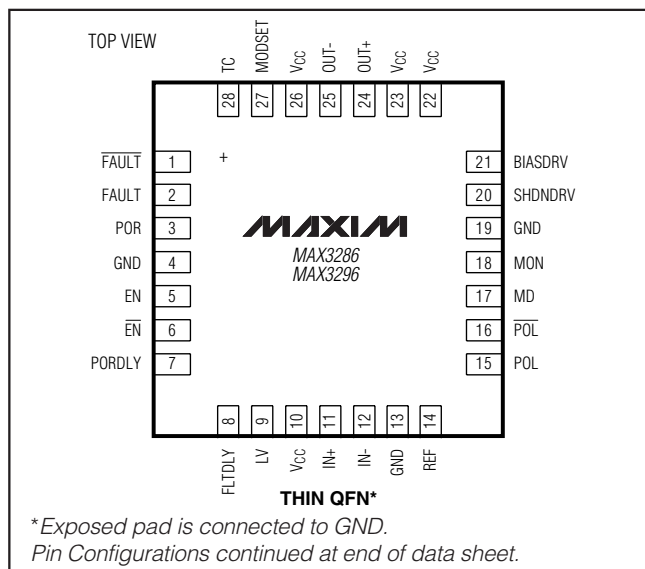 TOP VIEW
TC
MODSET
VCC
OUT-
OUT+
VCC
VCC
28
27
26
25
24
23
22
+
F̅A̅U̅L̅T̅ 1
FAULT 2
POR 3
GND 4
EN 5
E̅N̅ 6
PORDLY 7
MAXIM
MAX3286
MAX3296
21 BIASDRV
20 SHDNDRV
19 GND
18 MON
17 MD
16 P̅O̅L̅
15 POL
8
9
10
11
12
13
14
FLTDLY
LV
VCC
IN+
IN-
GND
REF
THIN QFN*
*Exposed pad is connected to GND.
Pin Configurations continued at end of data sheet.